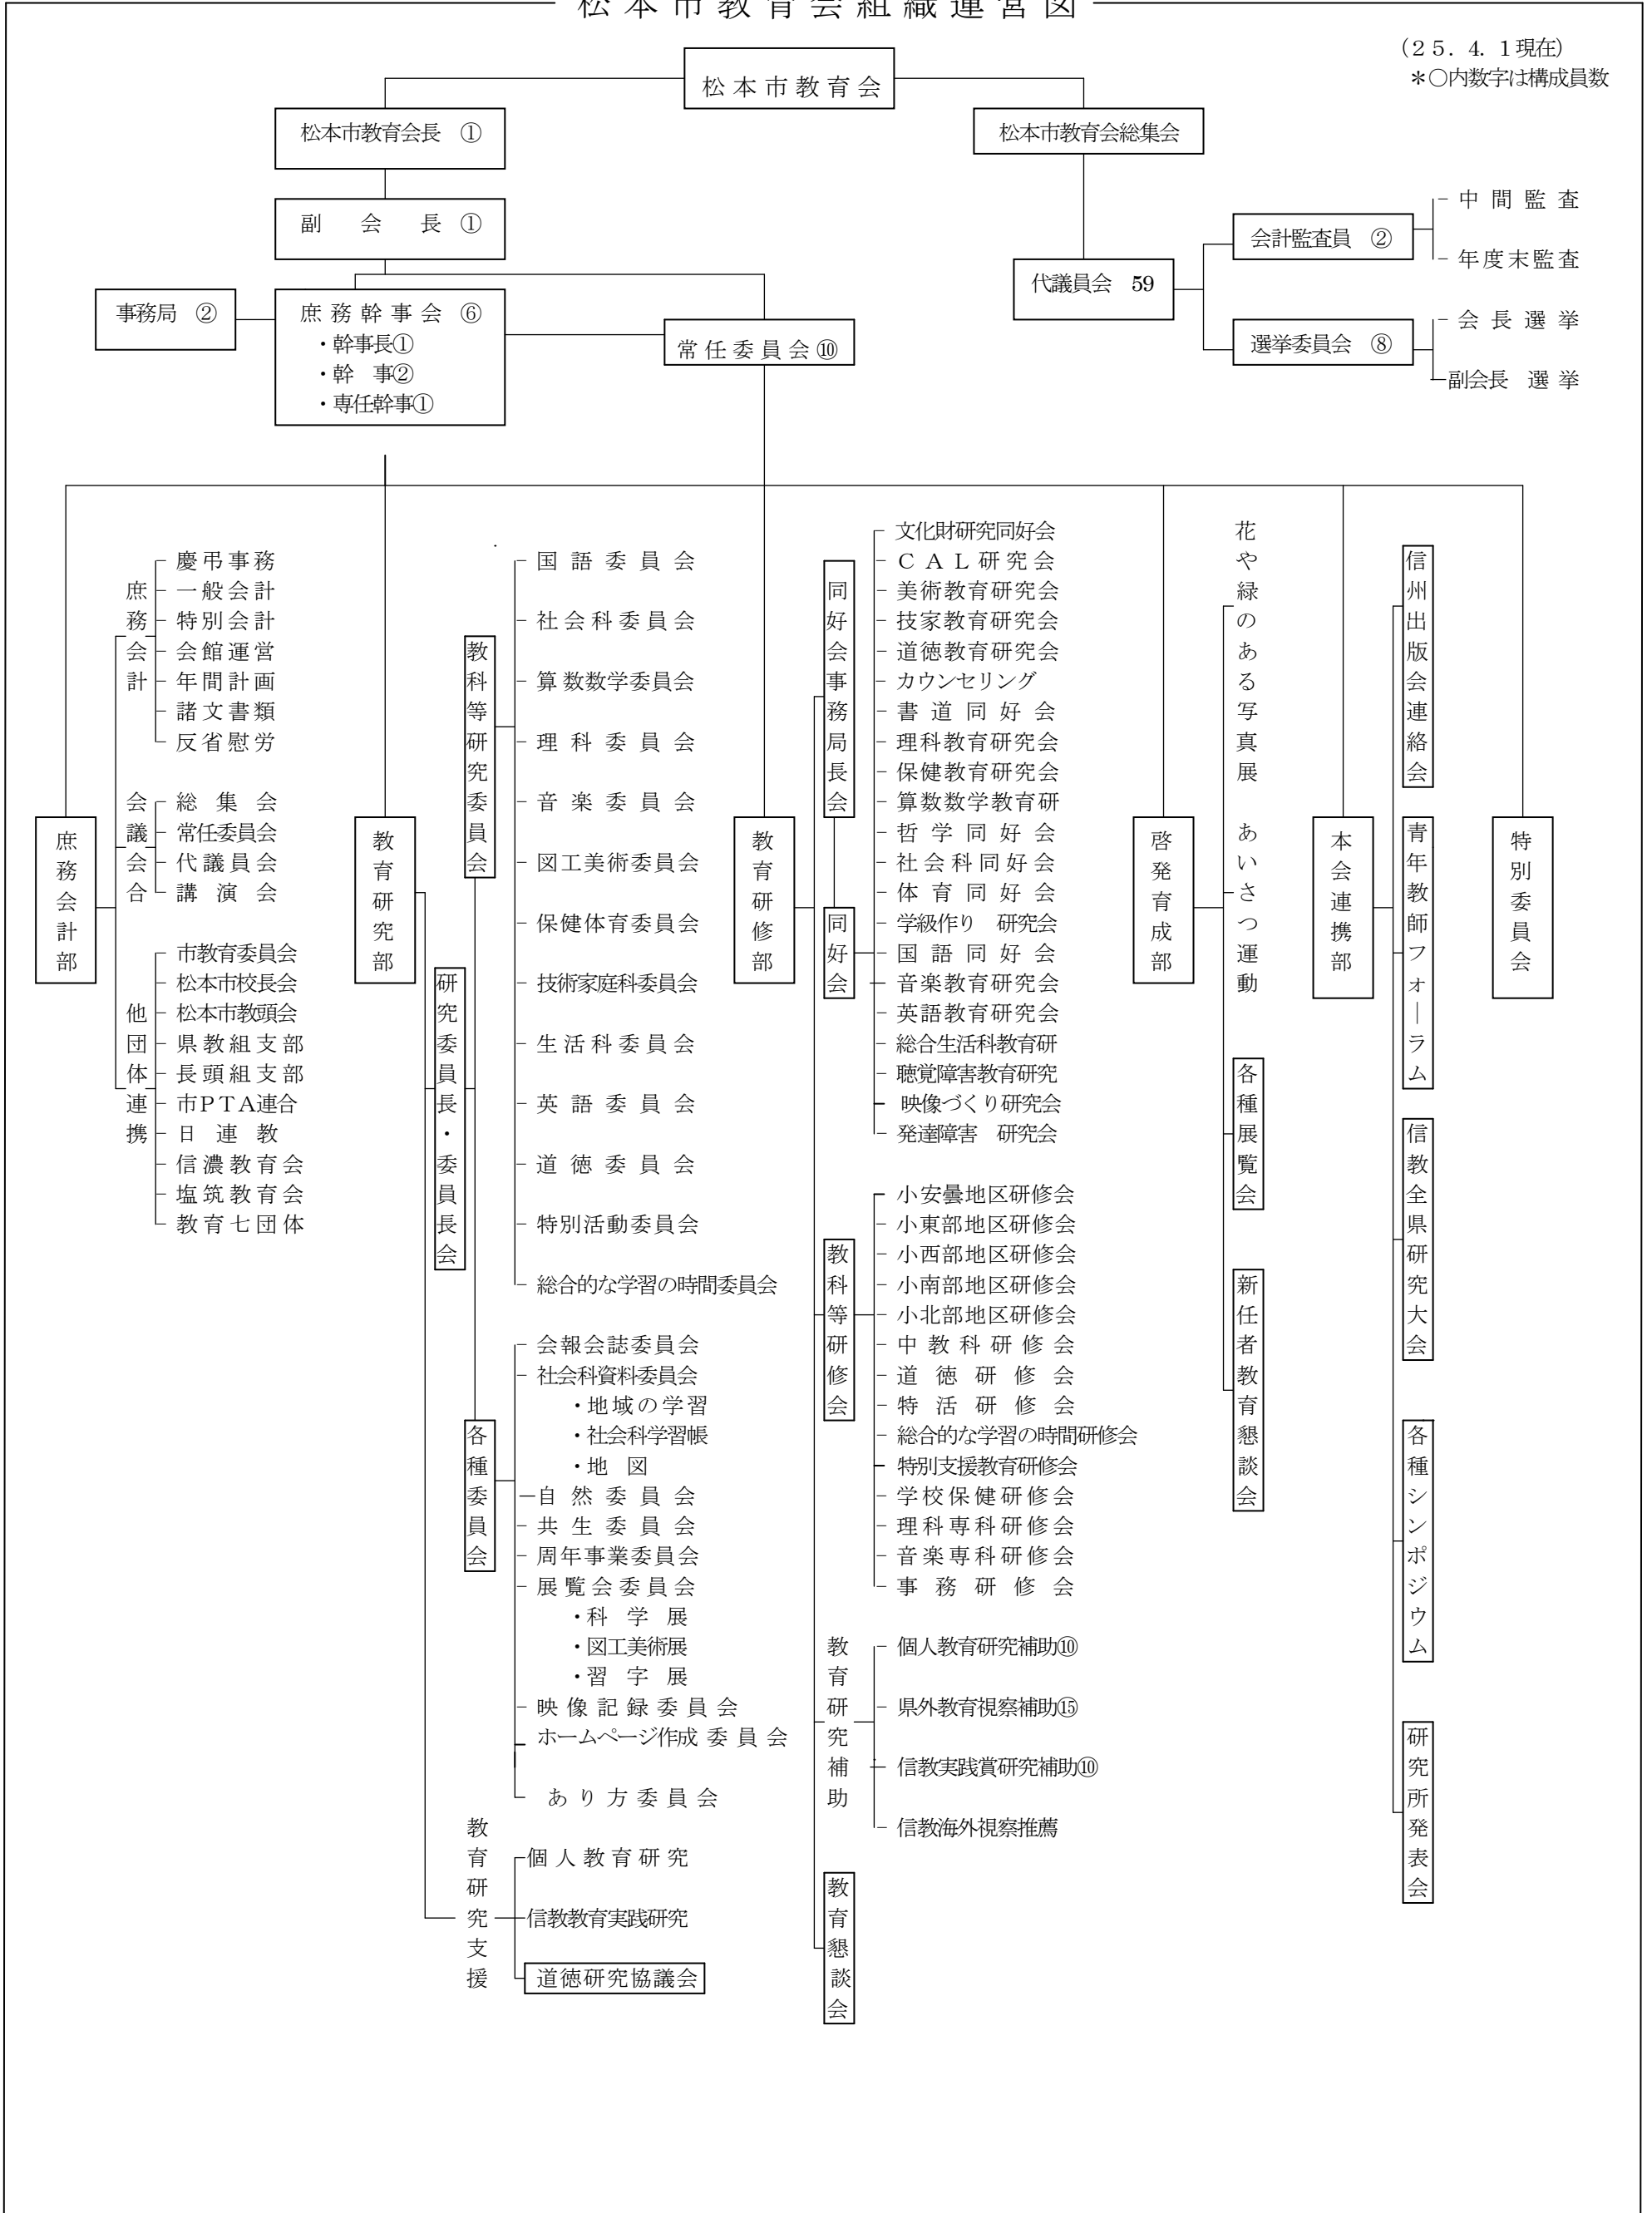 松本市教育会組織運営図
（２５．４．１現在）
＊○内数字は構成員数
松本市教育会
松本市教育会長　①
松本市教育会総集会
副　会　長　①
事務局　②
庶務幹事会　⑥
・幹事長①
・幹　事②
・専任幹事①
常任委員会⑩
代議員会　59
会計監査員　②
中間監査
年度末監査
選挙委員会　⑧
会長選挙
副会長　選挙
庶務会計部
庶務会計
慶弔事務
一般会計
特別会計
会館運営
年間計画
諸文書類
反省慰労
会議会合
総集会
常任委員会
代議員会
講演会
他団体連携
市教育委員会
松本市校長会
松本市教頭会
県教組支部
長頭組支部
市PTA連合
日連教
信濃教育会
塩筑教育会
教育七団体
教育研究部
研究委員長・委員長会
教科等研究委員会
国語委員会
社会科委員会
算数数学委員会
理科委員会
音楽委員会
図工美術委員会
保健体育委員会
技術家庭科委員会
生活科委員会
英語委員会
道徳委員会
特別活動委員会
総合的な学習の時間委員会
各種委員会
会報会誌委員会
社会科資料委員会
・地域の学習
・社会科学習帳
・地　図
自然委員会
共生委員会
周年事業委員会
展覧会委員会
・科　学　展
・図工美術展
・習　字　展
映像記録委員会
ホームページ作成委員会
あり方委員会
教育研究支援
個人教育研究
信教教育実践研究
道徳研究協議会
教育研修部
同好会事務局長会
同好会
文化財研究同好会
ＣＡＬ研究会
美術教育研究会
技家教育研究会
道徳教育研究会
カウンセリング
書道同好会
理科教育研究会
保健教育研究会
算数数学教育研
哲学同好会
社会科同好会
体育同好会
学級作り　研究会
国語同好会
音楽教育研究会
英語教育研究会
総合生活科教育研
聴覚障害教育研究
映像づくり研究会
発達障害　研究会
教科等研修会
小安曇地区研修会
小東部地区研修会
小西部地区研修会
小南部地区研修会
小北部地区研修会
中教科研修会
道徳研修会
特活研修会
総合的な学習の時間研修会
特別支援教育研修会
学校保健研修会
理科専科研修会
音楽専科研修会
事務研修会
教育研究補助
個人教育研究補助⑩
県外教育視察補助⑮
信教実践賞研究補助⑩
信教海外視察推薦
教育懇談会
啓発育成部
花や緑のある写真展
あいさつ運動
各種展覧会
新任者教育懇談会
本会連携部
信州出版会連絡会
青年教師フォーラム
信教全県研究大会
各種シンポジウム
研究所発表会
特別委員会